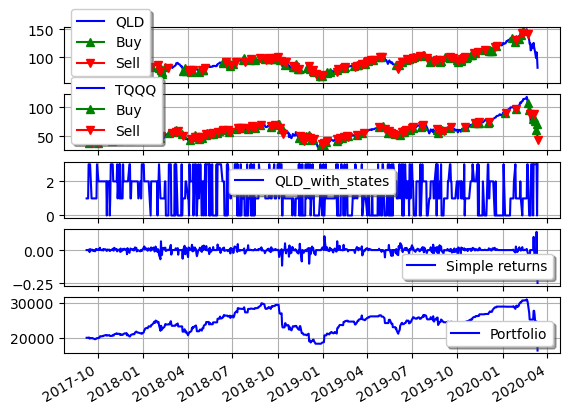 QLD
Buy
Sell
150
100
TQQQ
Buy
Sell
100
50
QLD_with_states
2
0
Simple returns
0.00
−0.25
Portfolio
30000
20000
2017-10
2018-01
2018-04
2018-07
2018-10
2019-01
2019-04
2019-07
2019-10
2020-01
2020-04